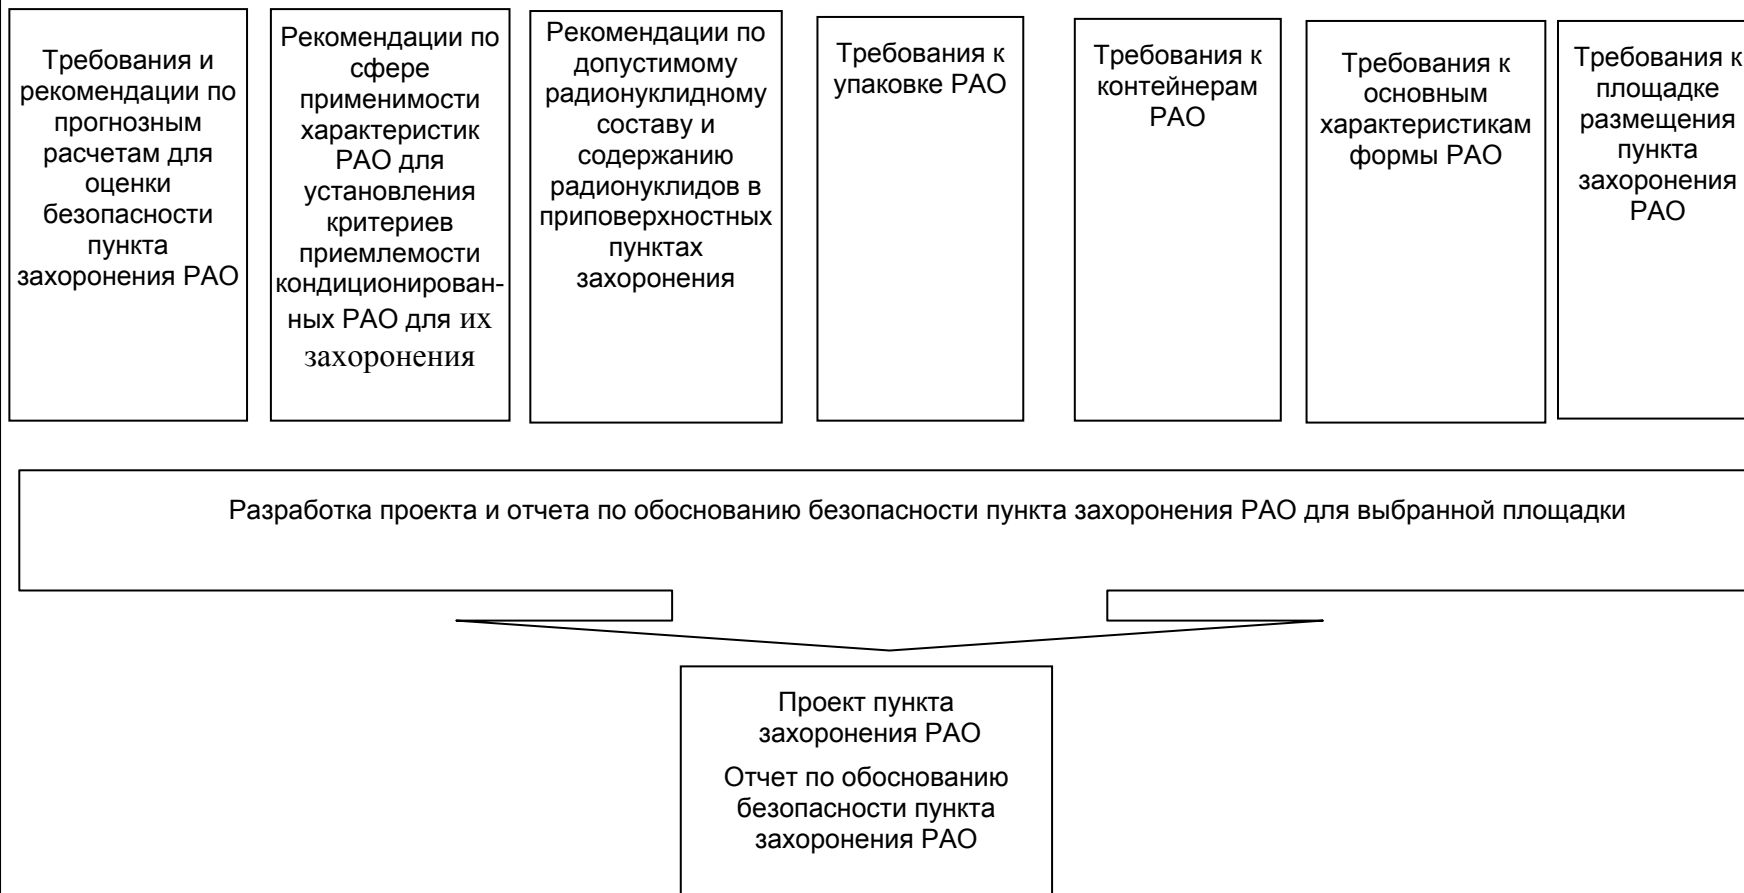 Требования и
рекомендации по
прогнозным
расчетам для
оценки
безопасности
пункта
захоронения РАО
Рекомендации по
сфере
применимости
характеристик
РАО для
установления
критериев
приемлемости
кондиционирован-
ных РАО для их
захоронения
Рекомендации по
допустимому
радионуклидному
составу и
содержанию
радионуклидов в
приповерхностных
пунктах
захоронения
Требования к
упаковке РАО
Требования к
контейнерам
РАО
Требования к
основным
характеристикам
формы РАО
Требования к
площадке
размещения
пункта
захоронения
РАО
Разработка проекта и отчета по обоснованию безопасности пункта захоронения РАО для выбранной площадки
Проект пункта
захоронения РАО
Отчет по обоснованию
безопасности пункта
захоронения РАО